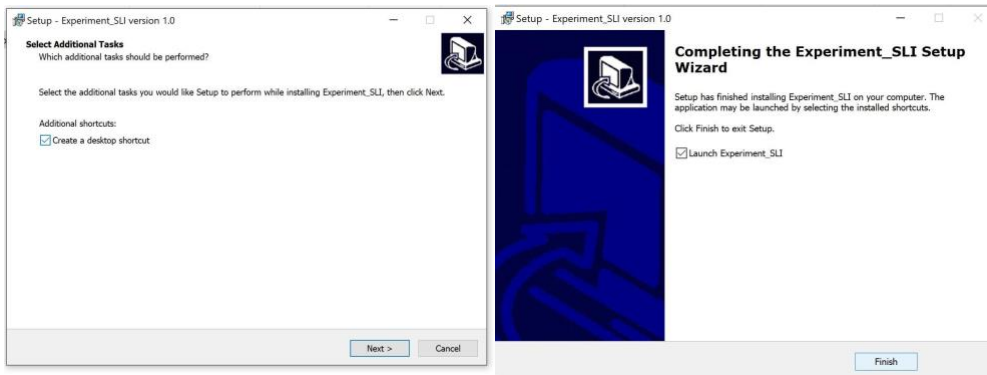 Setup - Experiment_SLI version 1.0
Select Additional Tasks
Which additional tasks should be performed?
Select the additional tasks you would like Setup to perform while installing Experiment_SLI, then click Next.
Additional shortcuts:
Create a desktop shortcut
Next >
Cancel
Setup - Experiment_SLI version 1.0
Completing the Experiment_SLI Setup
Wizard
Setup has finished installing Experiment_SLI on your computer. The
application may be launched by selecting the installed shortcuts.
Click Finish to exit Setup.
Launch Experiment_SLI
Finish